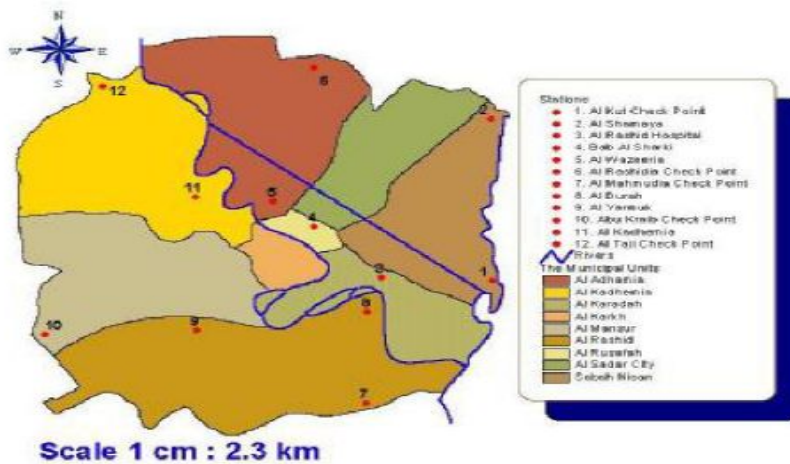 N
W E
S
12
6
2
11
5
4
3
1
8
10
9
7
Stations
1. Al Kut Check Point
2. Al Shamaya
3. Al Rashid Hospital
4. Bab Al Sharki
5. Al Wazeeria
6. Al Rashidia Check Point
7. Al Mahmudia Check Point
8. Al Durah
9. Al Yarmuk
10. Abu Kraib Check Point
11. Al Kadhemia
12. Al Taji Check Point
Rivers
The Municipal Units
Al Adhamia
Al Kadhemia
Al Karadah
Al Karkh
Al Mansur
Al Rashid
Al Rusafah
Al Sadar City
Scale 1 cm : 2.3 km